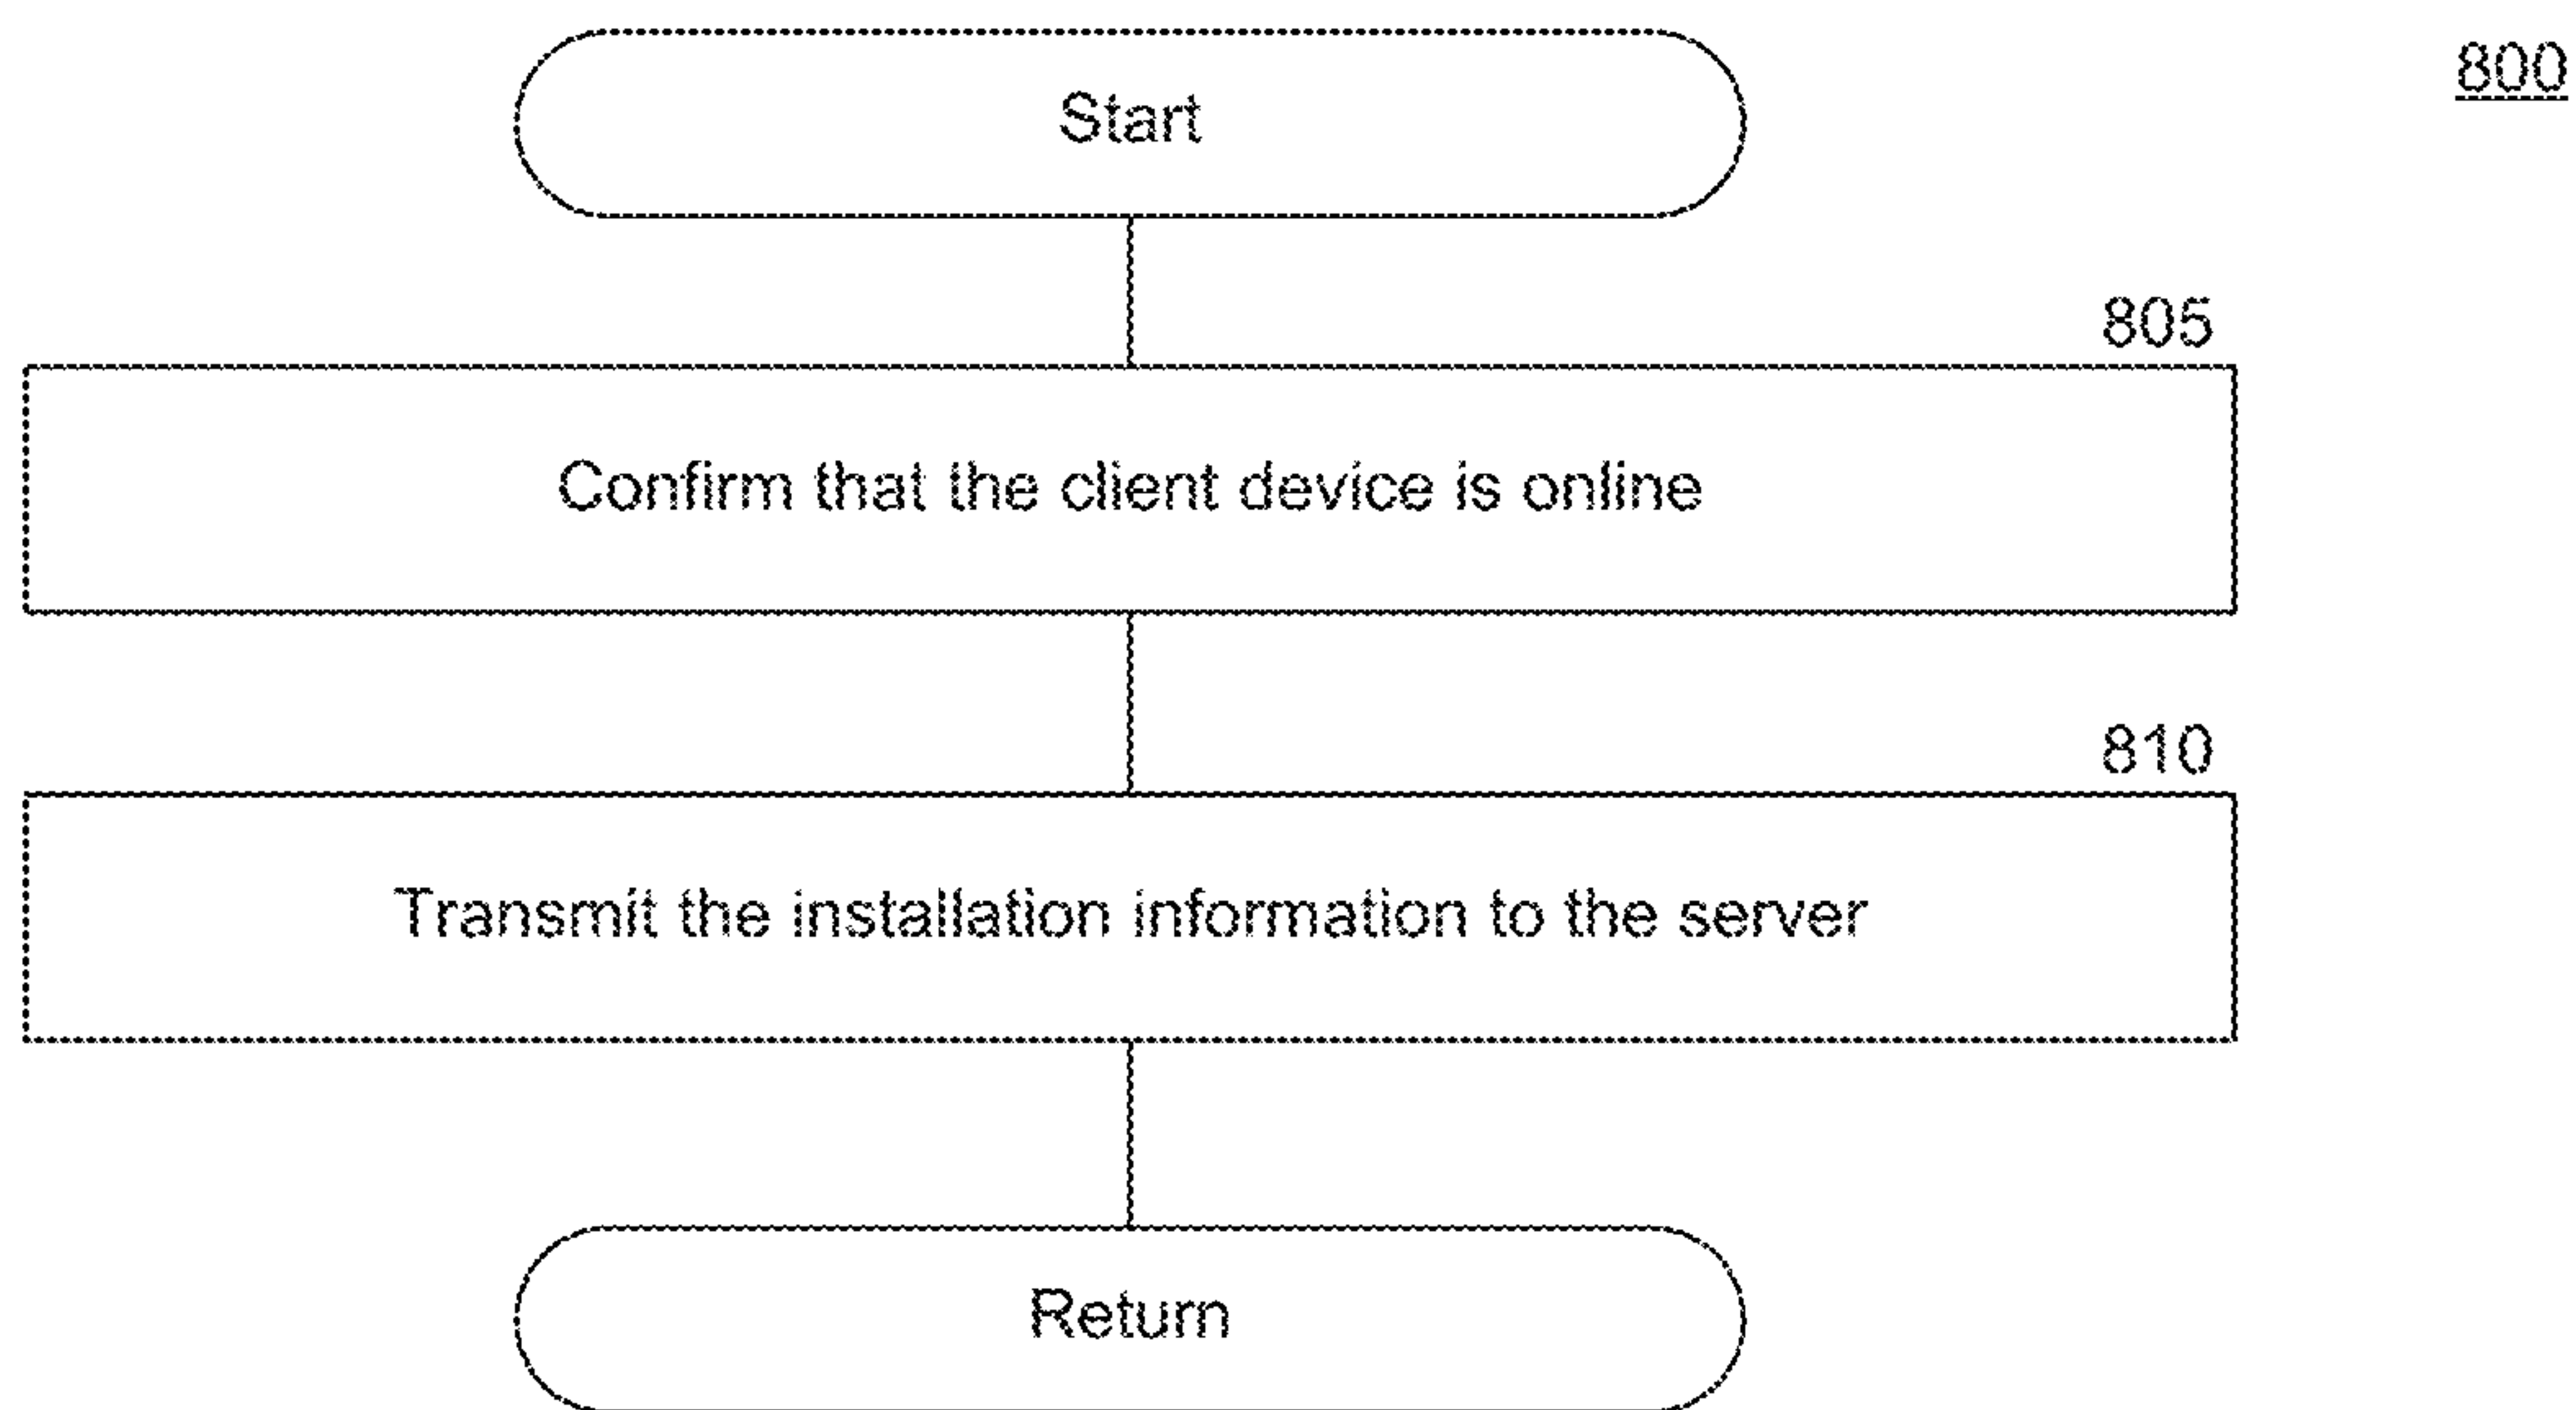 800
Start
805
Confirm that the client device is online
810
Transmit the installation information to the server
Return